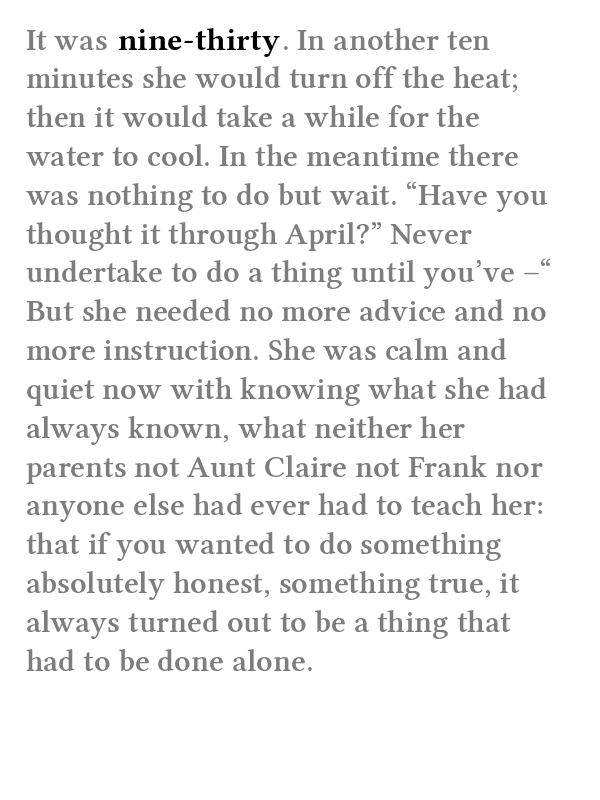 It was nine-thirty. In another ten
minutes she would turn off the heat;
then it would take a while for the
water to cool. In the meantime there
was nothing to do but wait. “Have you
thought it through April?” Never
undertake to do a thing until you’ve –“
But she needed no more advice and no
more instruction. She was calm and
quiet now with knowing what she had
always known, what neither her
parents not Aunt Claire not Frank nor
anyone else had ever had to teach her:
that if you wanted to do something
absolutely honest, something true, it
always turned out to be a thing that
had to be done alone.